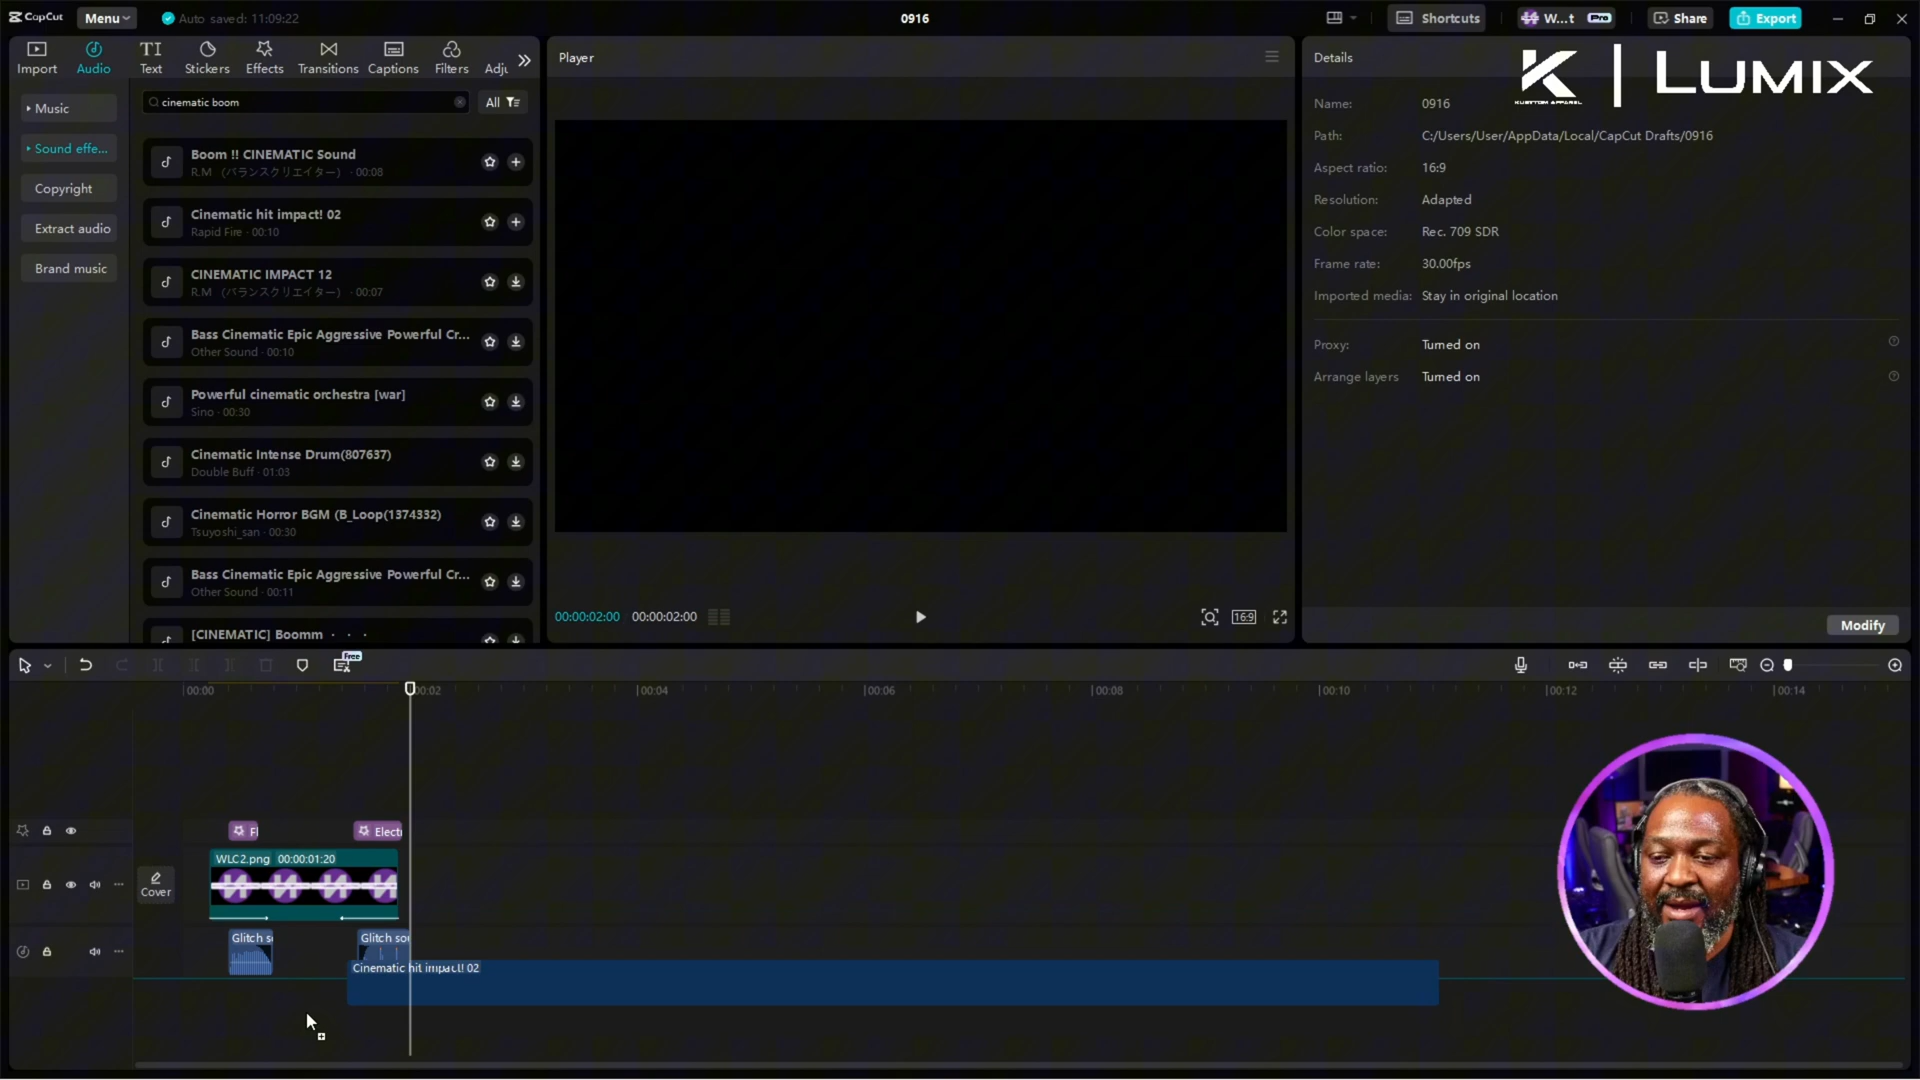 CapCut
Menu
Auto saved: 11:09:22
0916
Shortcuts
W...t
Pro
Share
Export
Import
Audio
Text
Stickers
Effects
Transitions
Captions
Filters
Adju
Player
Details
K | LUMIX
KUSTTOM APPAREL
Music
Sound effe...
Copyright
Extract audio
Brand music
cinematic boom
All
Boom !! CINEMATIC Sound
R.M （バランスクリエイター） · 00:08
Cinematic hit impact! 02
Rapid Fire · 00:10
CINEMATIC IMPACT 12
R.M （バランスクリエイター） · 00:07
Bass Cinematic Epic Aggressive Powerful Cr...
Other Sound · 00:10
Powerful cinematic orchestra [war]
Sino · 00:30
Cinematic Intense Drum(807637)
Double Buff · 01:03
Cinematic Horror BGM (B_Loop(1374332)
Tsuyoshi_san · 00:30
Bass Cinematic Epic Aggressive Powerful Cr...
Other Sound · 00:11
[CINEMATIC] Boomm · · ·
Name: 0916
Path: C:/Users/User/AppData/Local/CapCut Drafts/0916
Aspect ratio: 16:9
Resolution: Adapted
Color space: Rec. 709 SDR
Frame rate: 30.00fps
Imported media: Stay in original location
Proxy: Turned on
Arrange layers Turned on
Modify
00:00:02:00 00:00:02:00
16:9
Free
00:00 00:02 00:04 00:06 00:08 00:10 00:12 00:14
Fl
Electr
WLC2.png 00:00:01:20
Cover
Glitch s
Glitch sou
Cinematic hit impact! 02